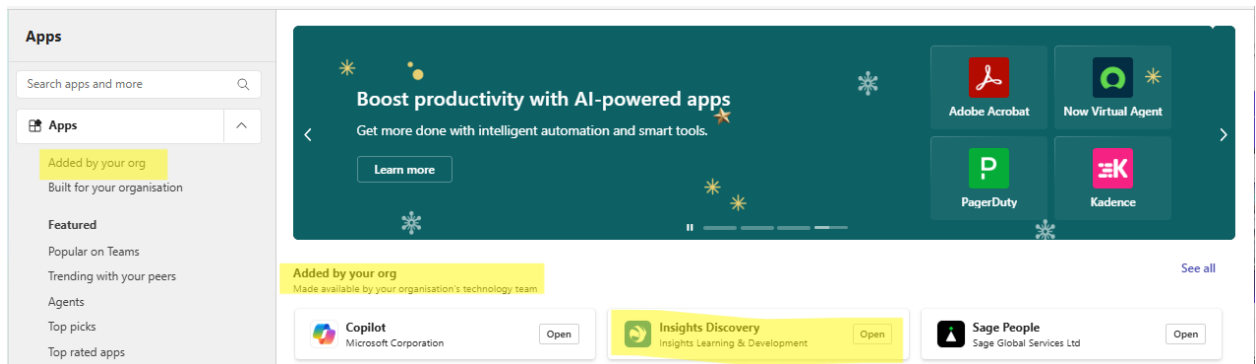 Apps
Search apps and more
Apps
Added by your org
Built for your organisation
Featured
Popular on Teams
Trending with your peers
Agents
Top picks
Top rated apps
Boost productivity with AI-powered apps
Get more done with intelligent automation and smart tools.
Learn more
Adobe Acrobat
Now Virtual Agent
PagerDuty
Kadence
Added by your org
See all
Made available by your organisation's technology team
Copilot
Microsoft Corporation
Open
Insights Discovery
Insights Learning & Development
Open
Sage People
Sage Global Services Ltd
Open